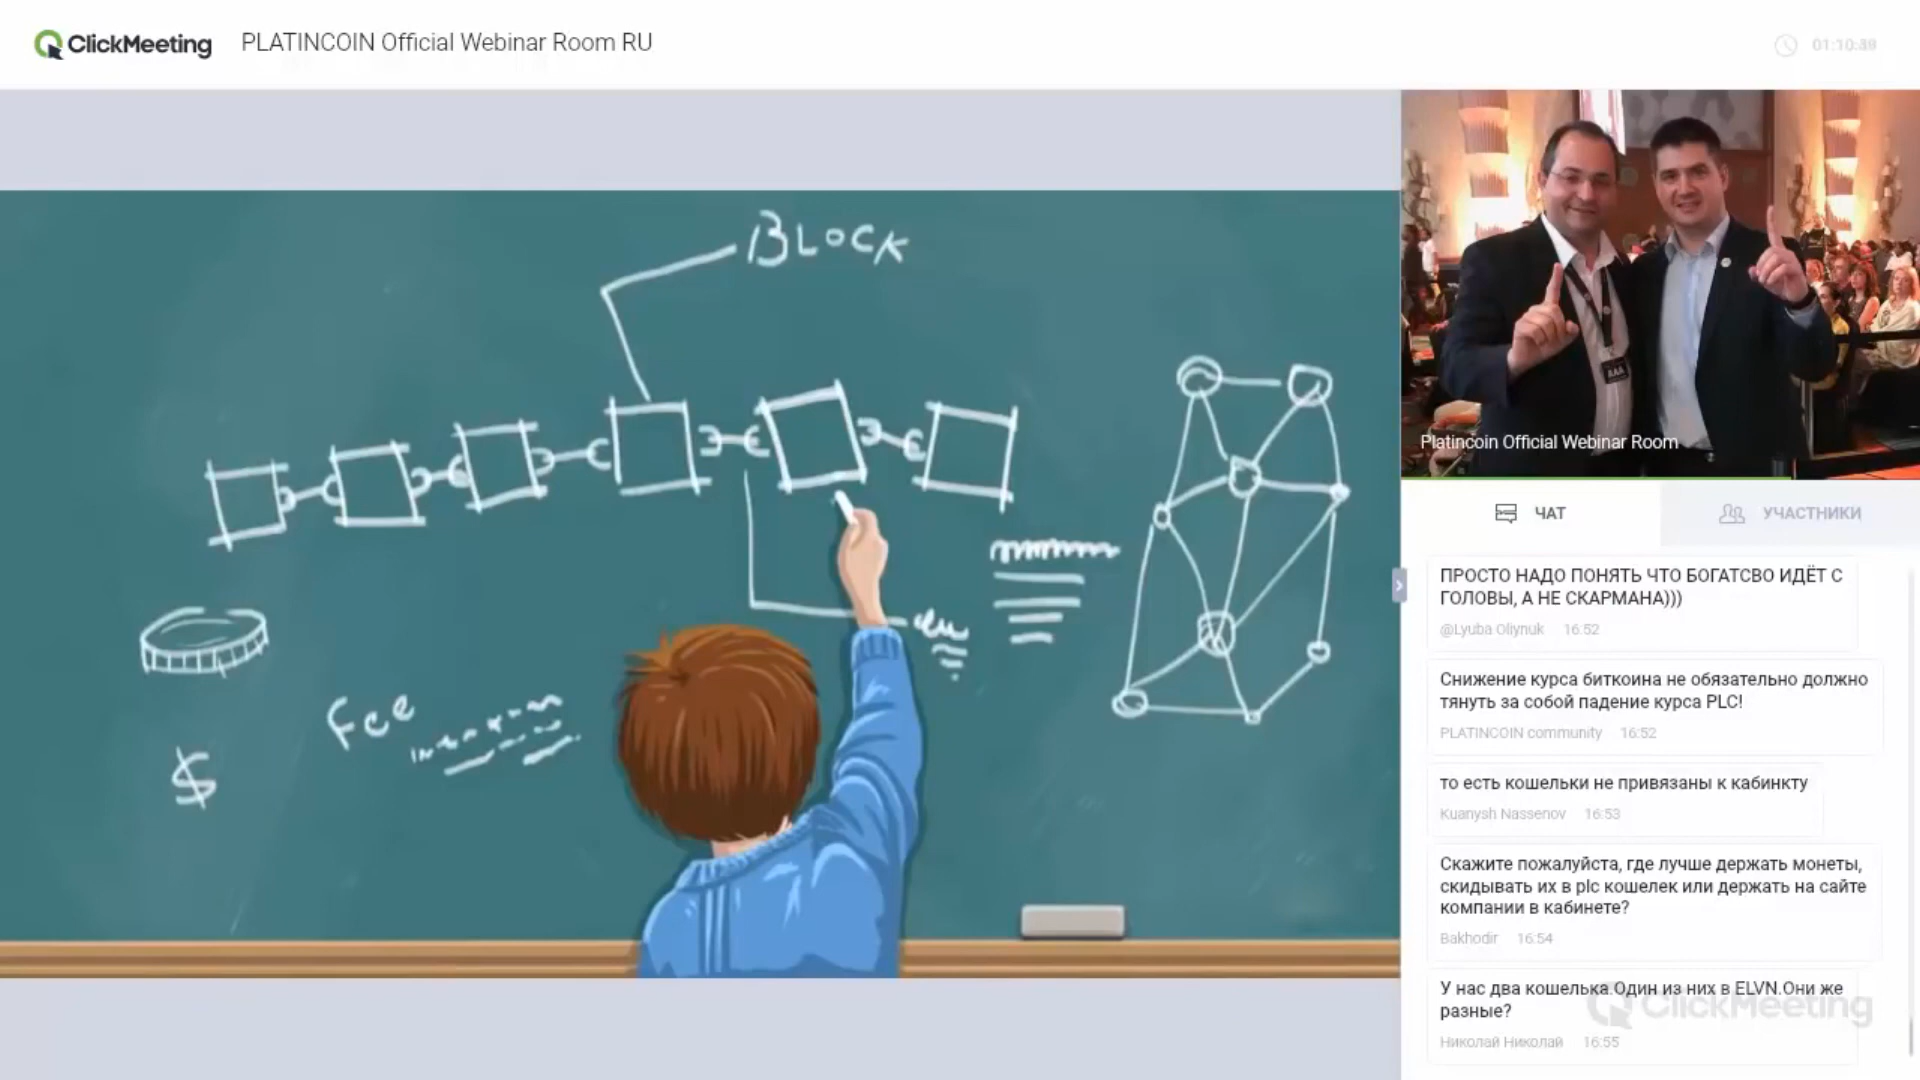 ClickMeeting
PLATINCOIN Official Webinar Room RU
BLOCK
Fee
$
AAA
Platincoin Official Webinar Room
ЧАТ
УЧАСТНИКИ
ПРОСТО НАДО ПОНЯТЬ ЧТО БОГАТСВО ИДЁТ С
ГОЛОВЫ, А НЕ СКАРМАНА)))
@Lyuba Oliynuk 16:52
Снижение курса биткоина не обязательно должно
тянуть за собой падение курса PLC!
PLATINCOIN community 16:52
то есть кошельки не привязаны к кабинкту
Kuanysh Nassenov 16:53
Скажите пожалуйста, где лучше держать монеты,
скидывать их в plc кошелек или держать на сайте
компании в кабинете?
Bakhodir 16:54
У нас два кошелька.Один из них в ELVN.Они же
разные?
Николай Николай 16:55
ClickMeeting